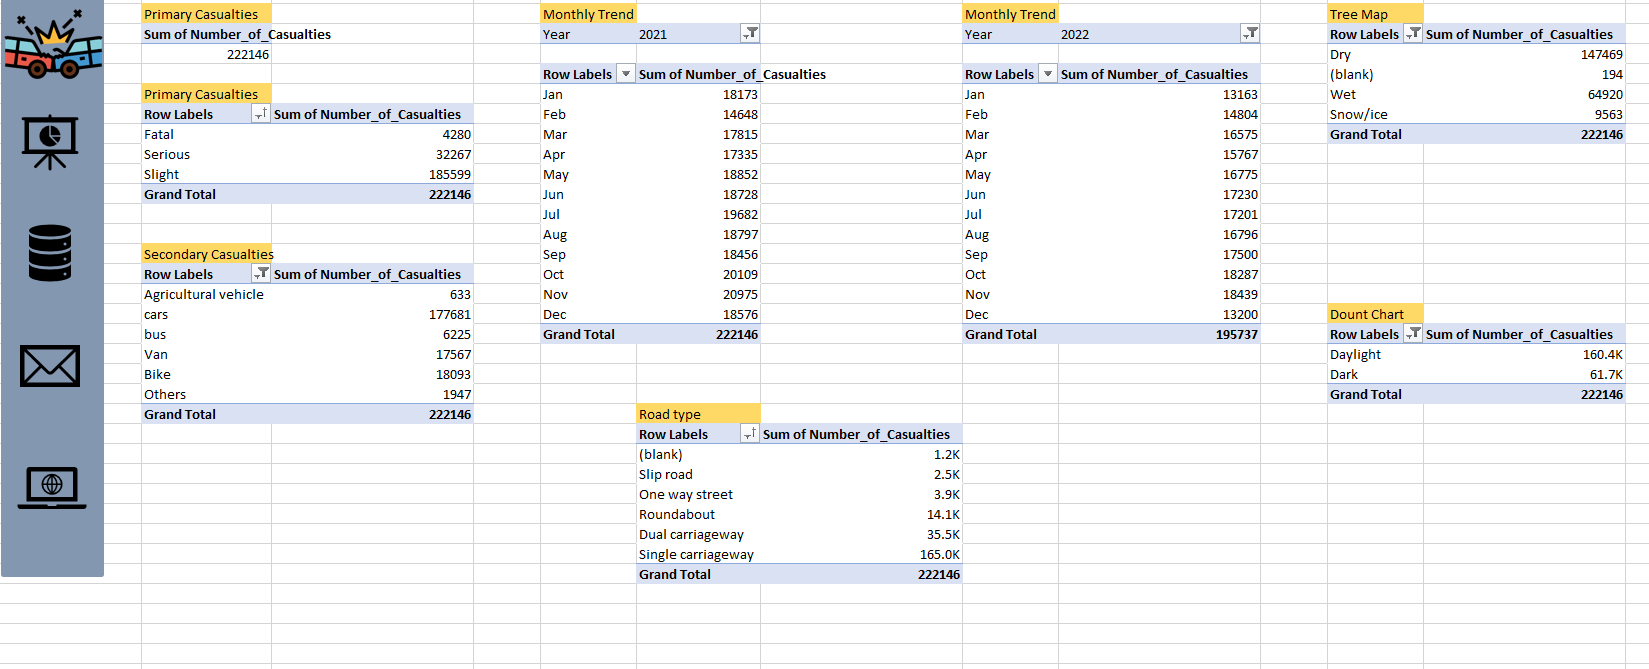 Primary Casualties
Sum of Number_of_Casualties
222146
Primary Casualties
Row Labels Sum of Number_of_Casualties
Fatal 4280
Serious 32267
Slight 185599
Grand Total 222146
Secondary Casualties
Row Labels Sum of Number_of_Casualties
Agricultural vehicle 633
cars 177681
bus 6225
Van 17567
Bike 18093
Others 1947
Grand Total 222146
Monthly Trend
Year 2021
Row Labels Sum of Number_of_Casualties
Jan 18173
Feb 14648
Mar 17815
Apr 17335
May 18852
Jun 18728
Jul 19682
Aug 18797
Sep 18456
Oct 20109
Nov 20975
Dec 18576
Grand Total 222146
Road type
Row Labels Sum of Number_of_Casualties
(blank) 1.2K
Slip road 2.5K
One way street 3.9K
Roundabout 14.1K
Dual carriageway 35.5K
Single carriageway 165.0K
Grand Total 222146
Monthly Trend
Year 2022
Row Labels Sum of Number_of_Casualties
Jan 13163
Feb 14804
Mar 16575
Apr 15767
May 16775
Jun 17230
Jul 17201
Aug 16796
Sep 17500
Oct 18287
Nov 18439
Dec 13200
Grand Total 195737
Tree Map
Row Labels Sum of Number_of_Casualties
Dry 147469
(blank) 194
Wet 64920
Snow/ice 9563
Grand Total 222146
Dount Chart
Row Labels Sum of Number_of_Casualties
Daylight 160.4K
Dark 61.7K
Grand Total 222146